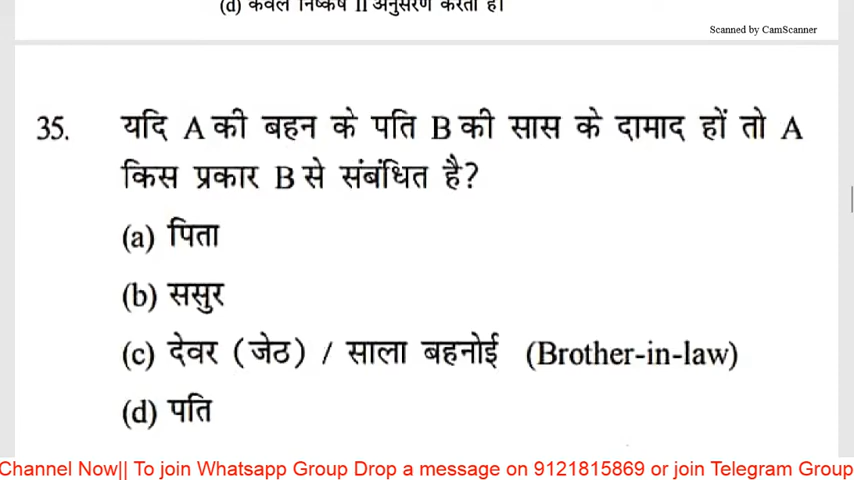 (d) केवल निष्कर्ष II अनुसरण करता है।
Scanned by CamScanner
35. यदि A की बहन के पति B की सास के दामाद हों तो A
किस प्रकार B से संबंधित है?
(a) पिता
(b) ससुर
(c) देवर (जेठ) / साला बहनोई (Brother-in-law)
(d) पति
Channel Now|| To join Whatsapp Group Drop a message on 9121815869 or join Telegram Group